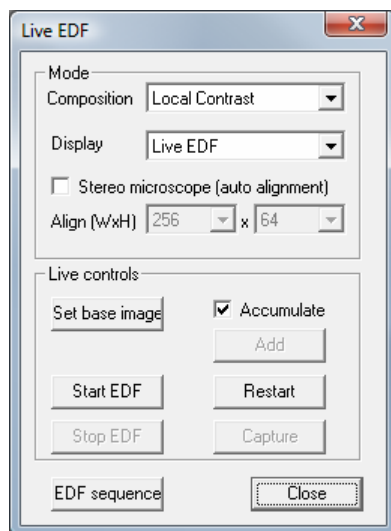 Live EDF
Mode
Composition Local Contrast
Display Live EDF
Stereo microscope (auto alignment)
Align (WxH) 256 x 64
Live controls
Set base image Accumulate
Add
Start EDF Restart
Stop EDF Capture
EDF sequence Close